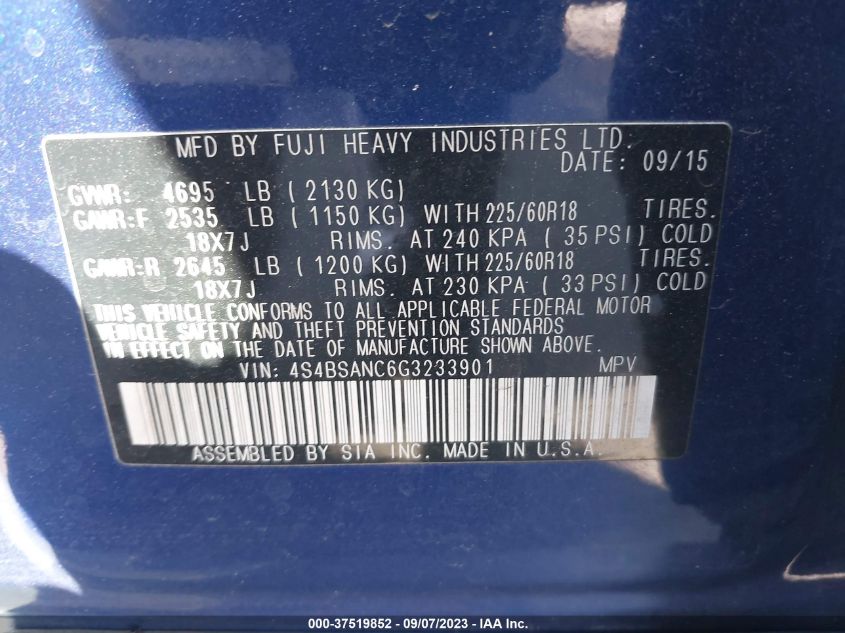 MFD BY FUJI HEAVY INDUSTRIES LTD.
DATE: 09/15
GVWR: 4695 LB ( 2130 KG)
GAWR:F 2535 LB ( 1150 KG) WITH 225/60R18 TIRES.
18X7J RIMS. AT 240 KPA ( 35 PSI) COLD
GAWR:R 2645 LB ( 1200 KG) WITH 225/60R18 TIRES.
18X7J RIMS. AT 230 KPA ( 33 PSI) COLD
THIS VEHICLE CONFORMS TO ALL APPLICABLE FEDERAL MOTOR
VEHICLE SAFETY AND THEFT PREVENTION STANDARDS
IN EFFECT ON THE DATE OF MANUFACTURE SHOWN ABOVE.
VIN: 4S4BSANC6G3233901 MPV
ASSEMBLED BY SIA INC. MADE IN U.S.A.
000-37519852 - 09/07/2023 - IAA Inc.